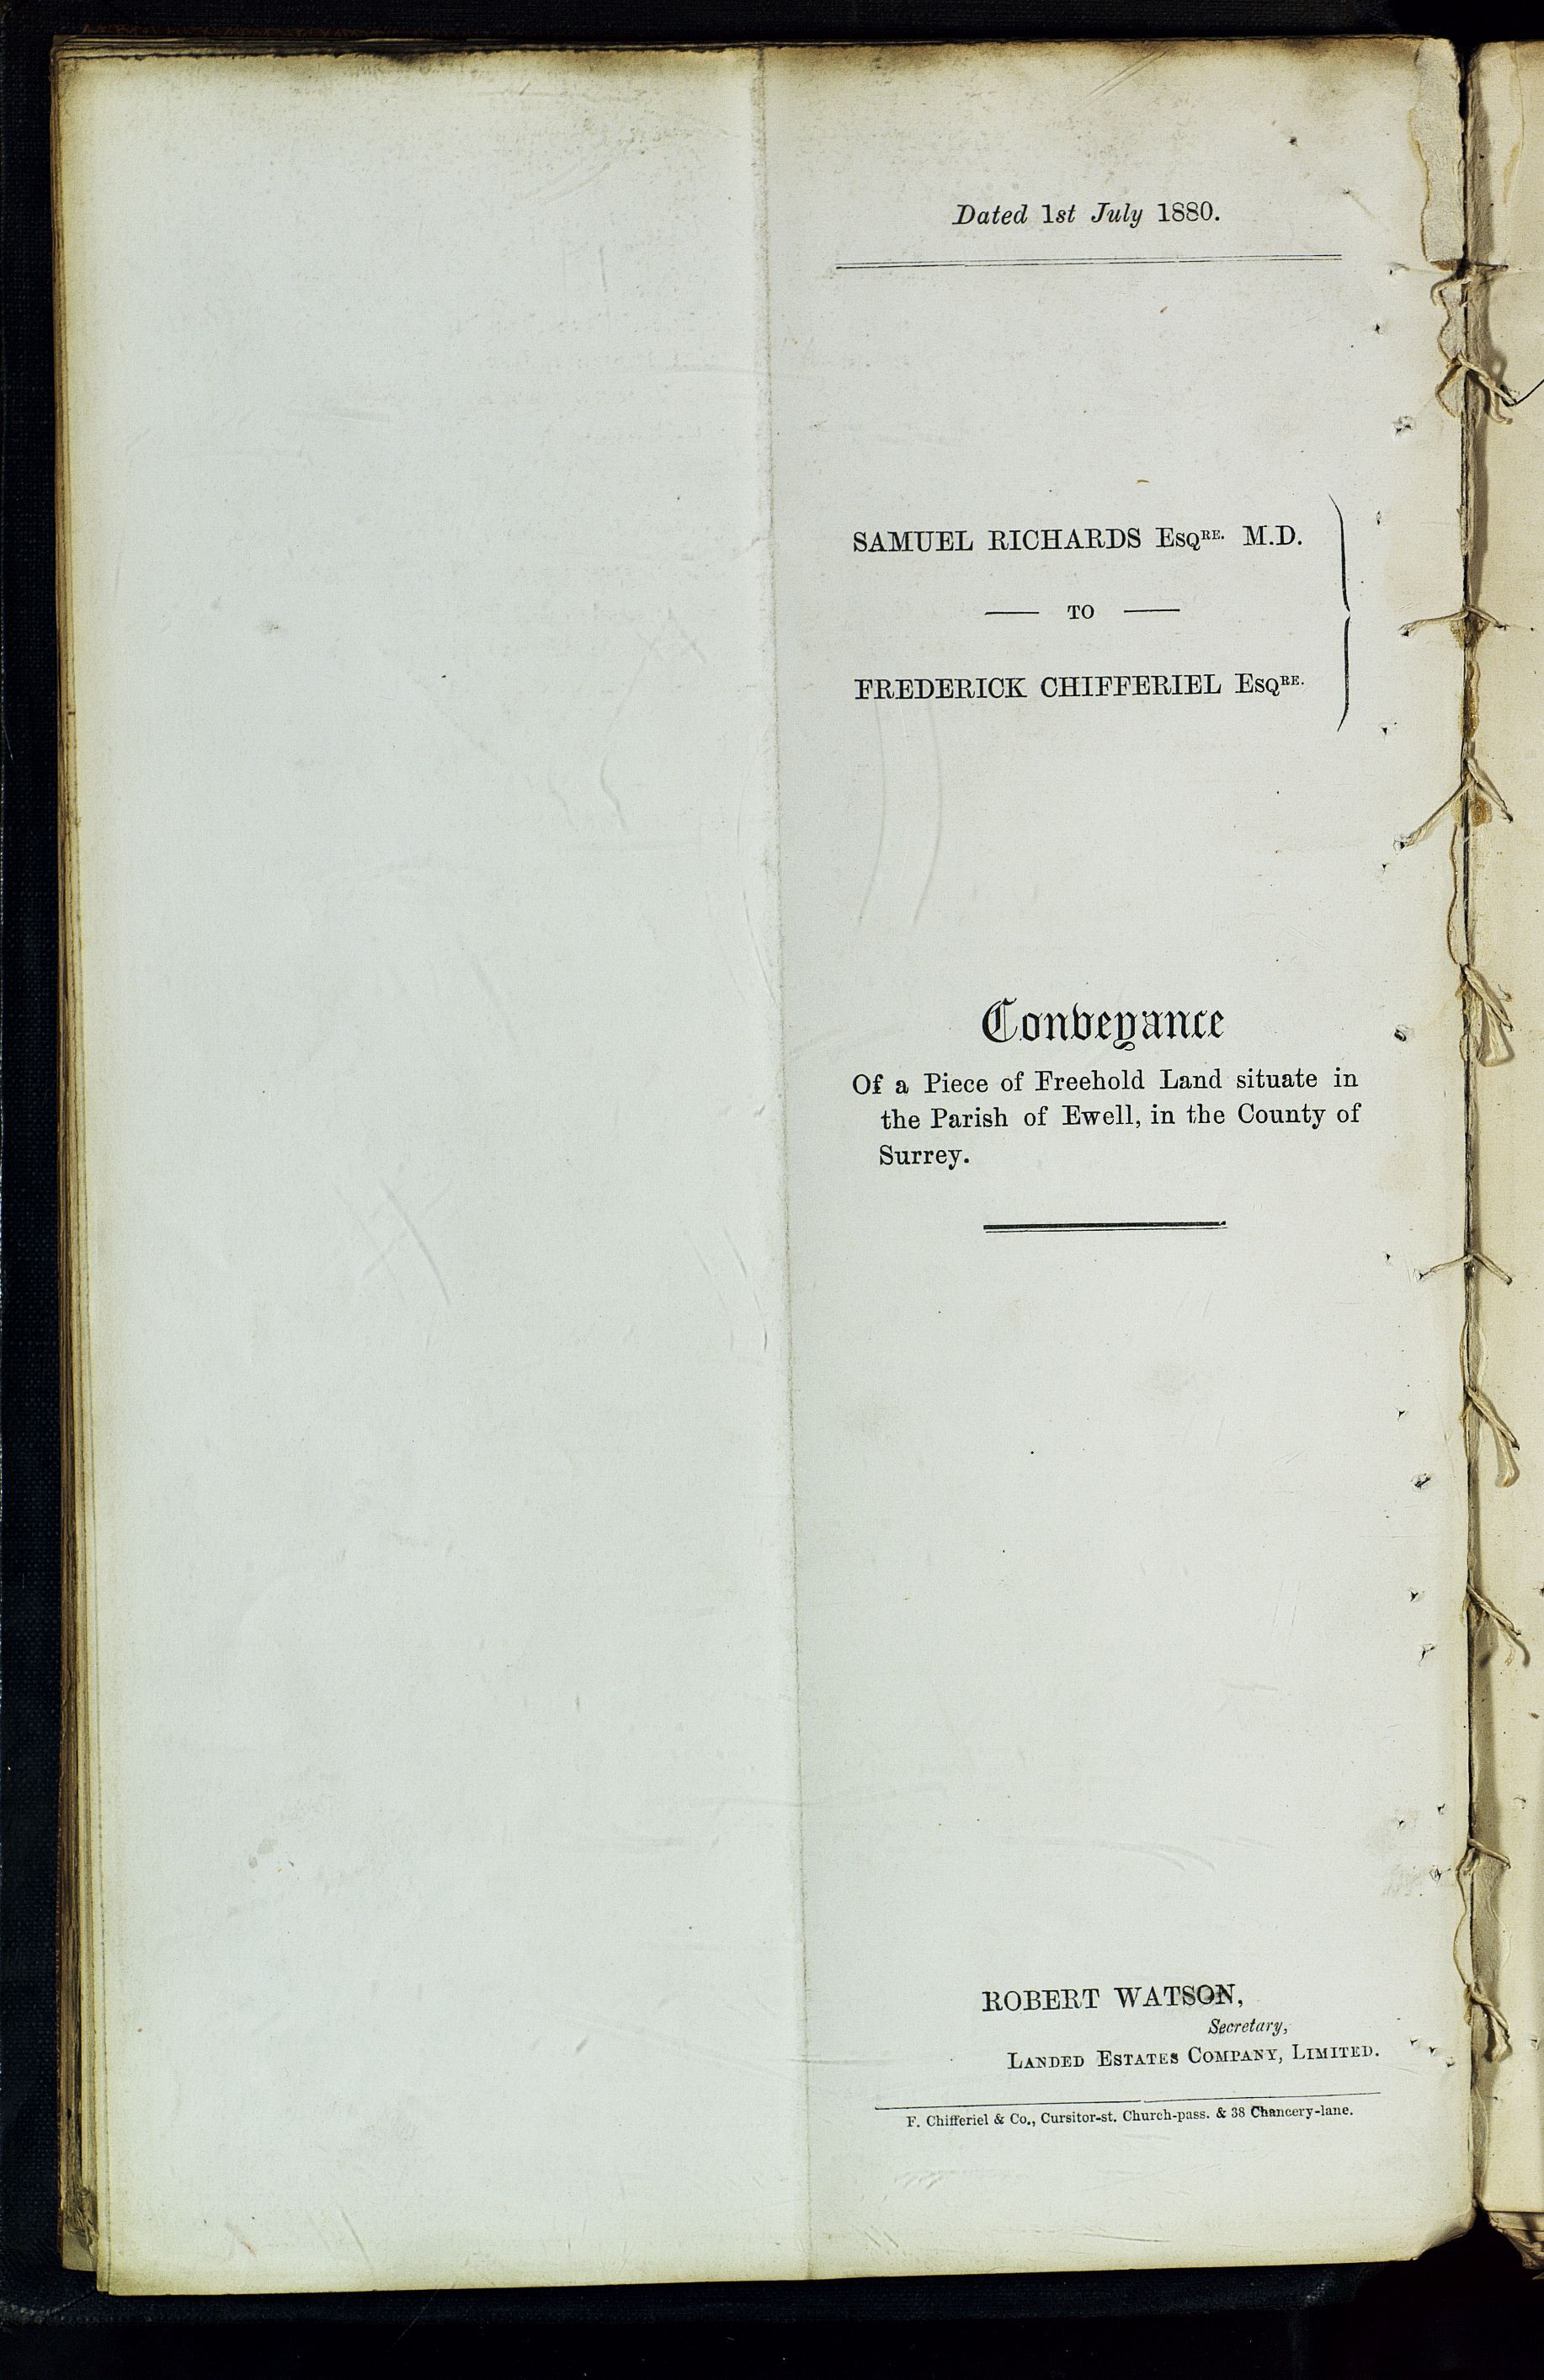 Dated 1st July 1880.
SAMUEL RICHARDS ESQRE. M.D.
— TO —
FREDERICK CHIFFERIEL ESQRE.
Conveyance
Of a Piece of Freehold Land situate in
the Parish of Ewell, in the County of
Surrey.
ROBERT WATSON,
Secretary,
LANDED ESTATES COMPANY, LIMITED.
F. Chifferiel & Co., Cursitor-st. Church-pass. & 38 Chancery-lane.